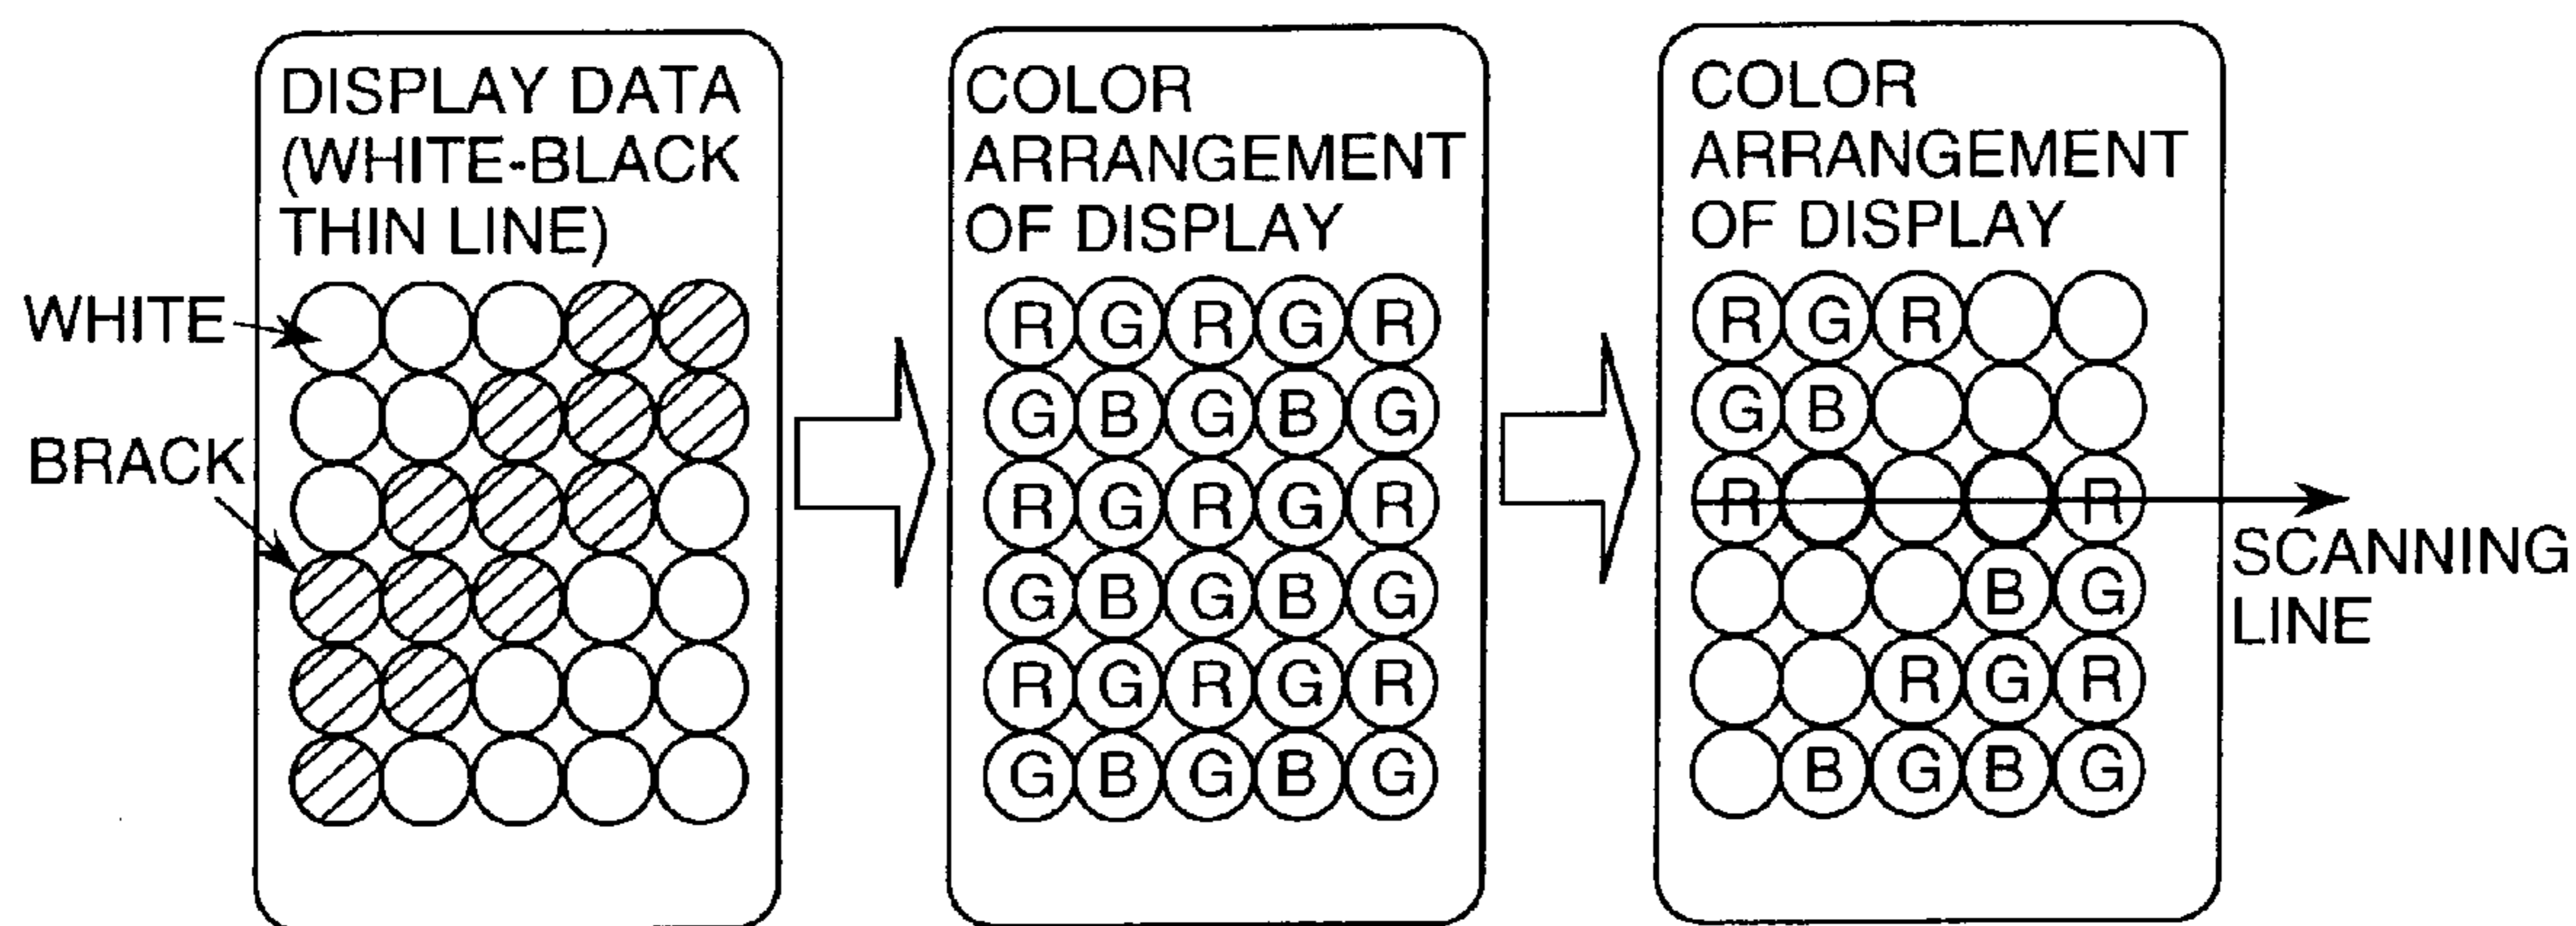 DISPLAY DATA
(WHITE-BLACK
THIN LINE)
WHITE
BRACK
COLOR
ARRANGEMENT
OF DISPLAY
R G R G R
G B G B G
R G R G R
G B G B G
R G R G R
G B G B G
COLOR
ARRANGEMENT
OF DISPLAY
R G R
G B
R R
B G
R G R
B G B G
SCANNING
LINE